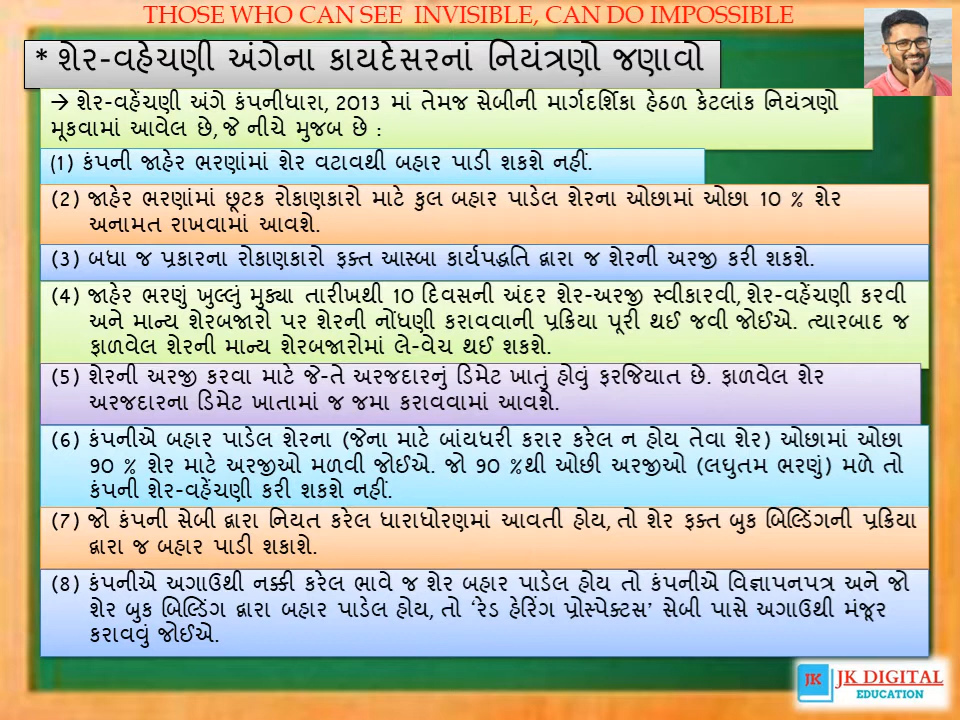 THOSE WHO CAN SEE INVISIBLE, CAN DO IMPOSSIBLE
* શેર-વહેચણી અંગેના કાયદેસરનાં નિયંત્રણો જણાવો
→ શેર-વહેંચણી અંગે કંપનીધારા, 2013 માં તેમજ સેબીની માર્ગદર્શિકા હેઠળ કેટલાંક નિયંત્રણો
મૂકવામાં આવેલ છે, જે નીચે મુજબ છે :
(1) કંપની જાહેર ભરણાંમાં શેર વટાવથી બહાર પાડી શકશે નહીં.
(2) જાહેર ભરણાંમાં છૂટક રોકાણકારો માટે કુલ બહાર પાડેલ શેરના ઓછામાં ઓછા 10 % શેર
અનામત રાખવામાં આવશે.
(3) બધા જ પ્રકારના રોકાણકારો ફક્ત આસ્બા કાર્યપદ્ધતિ દ્વારા જ શેરની અરજી કરી શકશે.
(4) જાહેર ભરણું ખુલ્લું મુક્યા તારીખથી 10 દિવસની અંદર શેર-અરજી સ્વીકારવી, શેર-વહેંચણી કરવી
અને માન્ય શેરબજારો પર શેરની નોંધણી કરાવવાની પ્રક્રિયા પૂરી થઈ જવી જોઈએ. ત્યારબાદ જ
ફાળવેલ શેરની માન્ય શેરબજારોમાં લે-વેચ થઈ શકશે.
(5) શેરની અરજી કરવા માટે જે-તે અરજદારનું ડિમેટ ખાતું હોવું ફરજિયાત છે. ફાળવેલ શેર
અરજદારના ડિમેટ ખાતામાં જ જમા કરાવવામાં આવશે.
(6) કંપનીએ બહાર પાડેલ શેરના (જેના માટે બાંયધરી કરાર કરેલ ન હોય તેવા શેર) ઓછામાં ઓછા
90 % શેર માટે અરજીઓ મળવી જોઈએ. જો 90 %થી ઓછી અરજીઓ (લઘુતમ ભરણું) મળે તો
કંપની શેર-વહેંચણી કરી શકશે નહીં.
(7) જો કંપની સેબી દ્વારા નિયત કરેલ ધારાધોરણમાં આવતી હોય, તો શેર ફક્ત બુક બિલ્ડિંગની પ્રક્રિયા
દ્વારા જ બહાર પાડી શકાશે.
(8) કંપનીએ અગાઉથી નક્કી કરેલ ભાવે જ શેર બહાર પાડેલ હોય તો કંપનીએ વિજ્ઞાપનપત્ર અને જો
શેર બુક બિલ્ડિંગ દ્વારા બહાર પાડેલ હોય, તો ‘રેડ હેરિંગ પ્રોસ્પેક્ટસ’ સેબી પાસે અગાઉથી મંજૂર
કરાવવું જોઈએ.
JK JK DIGITAL
EDUCATION